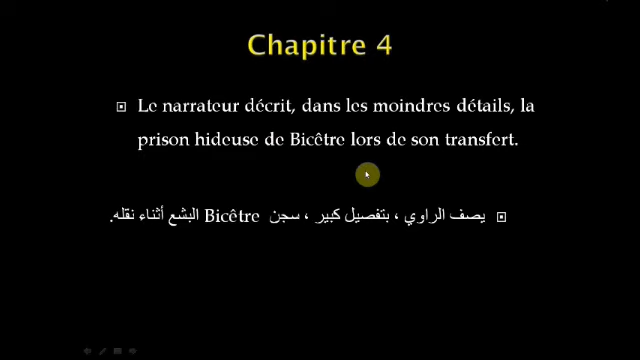 Chapitre 4
Le narrateur décrit, dans les moindres détails, la
prison hideuse de Bicêtre lors de son transfert.
يصف الراوي ، بتفصيل كبير ، سجن Bicêtre البشع أثناء نقله.